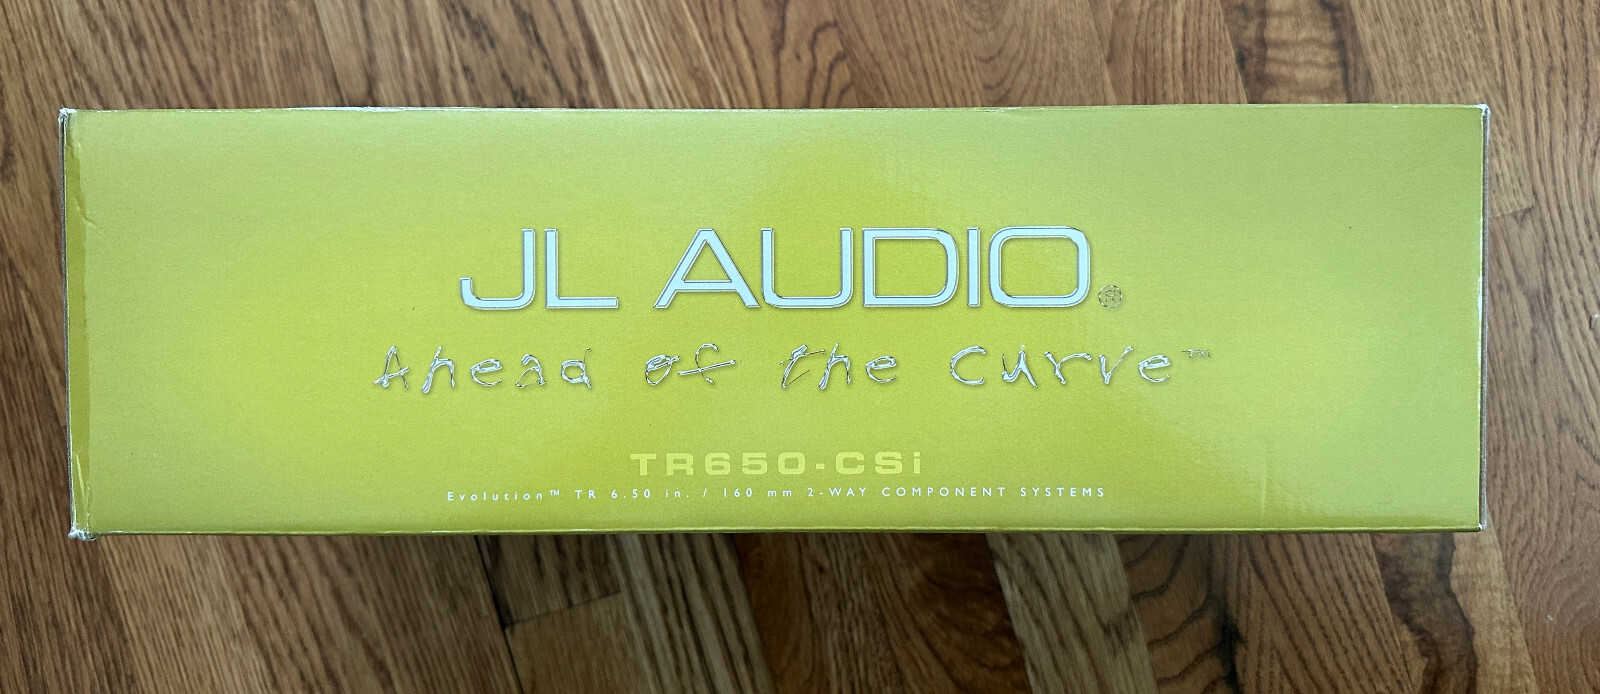 JL AUDIO®
Ahead of the Curve™
TR650-CSi
Evolution™ TR 6.50 in. / 160 mm 2-WAY COMPONENT SYSTEMS